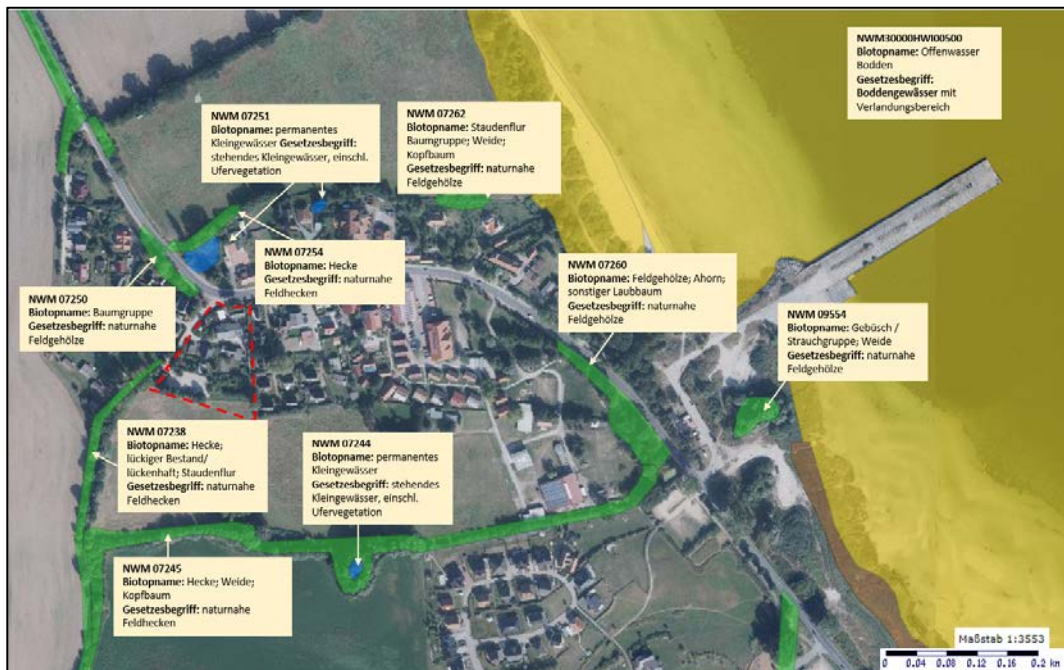 NWM30000HWI00500
Biotopname: Offenwasser
Bodden
Gesetzesbegriff:
Boddengewässer mit
Verlandungsbereich
NWM 07251
Biotopname: permanentes
Kleingewässer Gesetzesbegriff:
stehendes Kleingewässer, einschl.
Ufervegetation
NWM 07262
Biotopname: Staudenflur
Baumgruppe; Weide;
Kopfbaum
Gesetzesbegriff: naturnahe
Feldgehölze
NWM 07254
Biotopname: Hecke
Gesetzesbegriff: naturnahe
Feldhecken
NWM 07260
Biotopname: Feldgehölze; Ahorn;
sonstiger Laubbaum
Gesetzesbegriff: naturnahe
Feldgehölze
NWM 07250
Biotopname: Baumgruppe
Gesetzesbegriff: naturnahe
Feldgehölze
NWM 09554
Biotopname: Gebüsch /
Strauchgruppe; Weide
Gesetzesbegriff: naturnahe
Feldgehölze
NWM 07238
Biotopname: Hecke;
lückiger Bestand/
lückenhaft; Staudenflur
Gesetzesbegriff: naturnahe
Feldhecken
NWM 07244
Biotopname: permanentes
Kleingewässer
Gesetzesbegriff: stehendes
Kleingewässer, einschl.
Ufervegetation
NWM 07245
Biotopname: Hecke; Weide;
Kopfbaum
Gesetzesbegriff: naturnahe
Feldhecken
Maßstab 1:3553
0 0.04 0.08 0.12 0.16 0.2 km